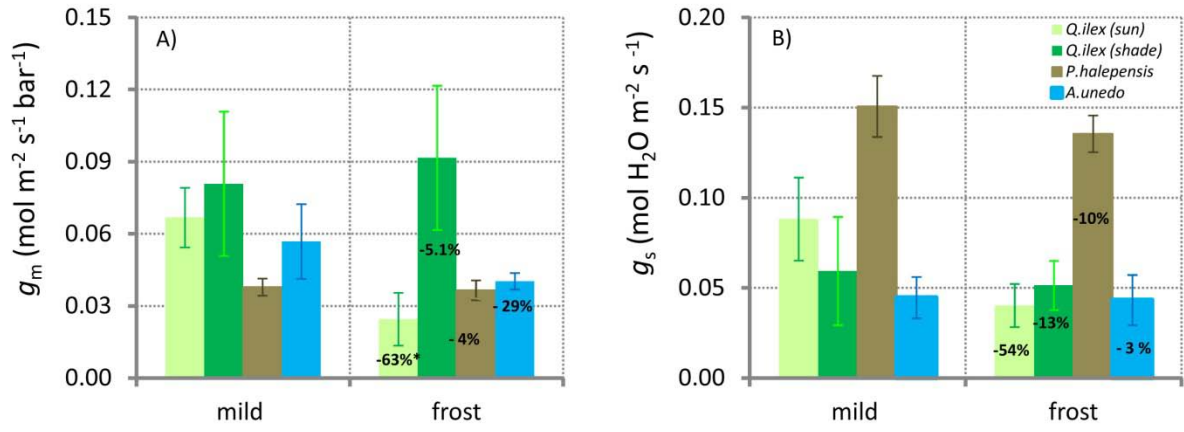 A)
0.15
0.12
0.09
0.06
0.03
0.00
gm (mol m-2 s-1 bar-1)
-5.1%
-63%*
- 4%
- 29%
mild frost
B)
0.20
0.15
0.10
0.05
0.00
gs (mol H2O m-2 s-1)
Q.ilex (sun)
Q.ilex (shade)
P.halepensis
A.unedo
-10%
-54%
-13%
- 3 %
mild frost